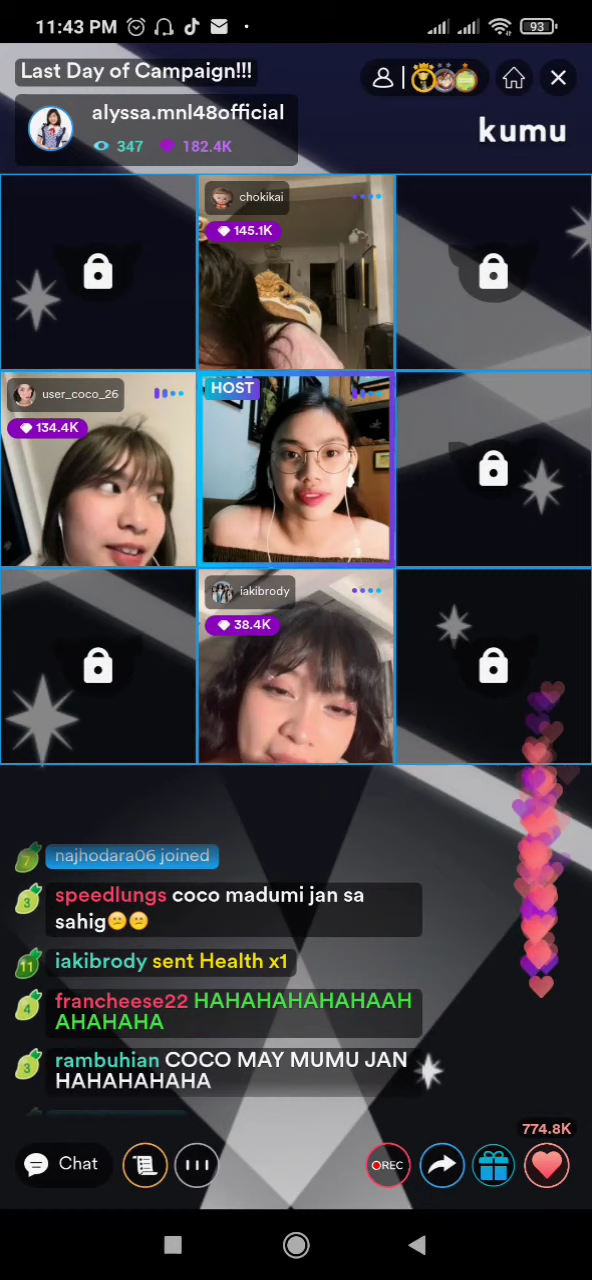 11:43 PM
93
Last Day of Campaign!!!
alyssa.mnl48official
347 182.4K
kumu
chokikai
145.1K
user_coco_26
134.4K
HOST
iakibrody
38.4K
7 najhodara06 joined
3 speedlungs coco madumi jan sa
sahig😕😕
11 iakibrody sent Health x1
4 francheese22 HAHAHAHAHAHAAH
AHAHAHA
3 rambuhian COCO MAY MUMU JAN
HAHAHAHAHA
774.8K
Chat
REC